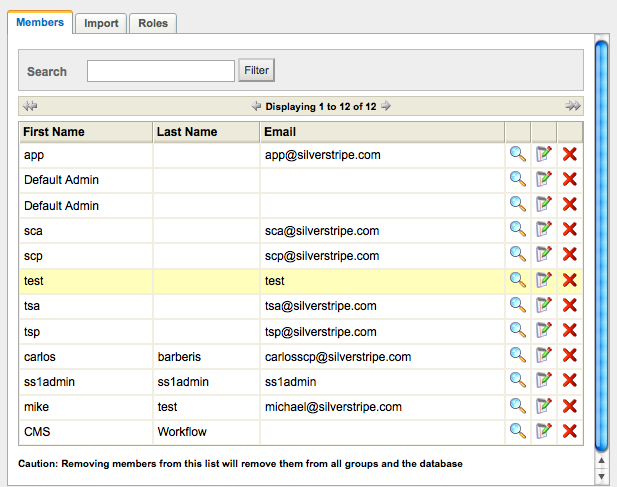 Members Import Roles
Search Filter
Displaying 1 to 12 of 12
First Name Last Name Email
app app@silverstripe.com
Default Admin
Default Admin
sca sca@silverstripe.com
scp scp@silverstripe.com
test test
tsa tsa@silverstripe.com
tsp tsp@silverstripe.com
carlos barberis carlosscp@silverstripe.com
ss1admin ss1admin ss1admin
mike test michael@silverstripe.com
CMS Workflow
Caution: Removing members from this list will remove them from all groups and the database